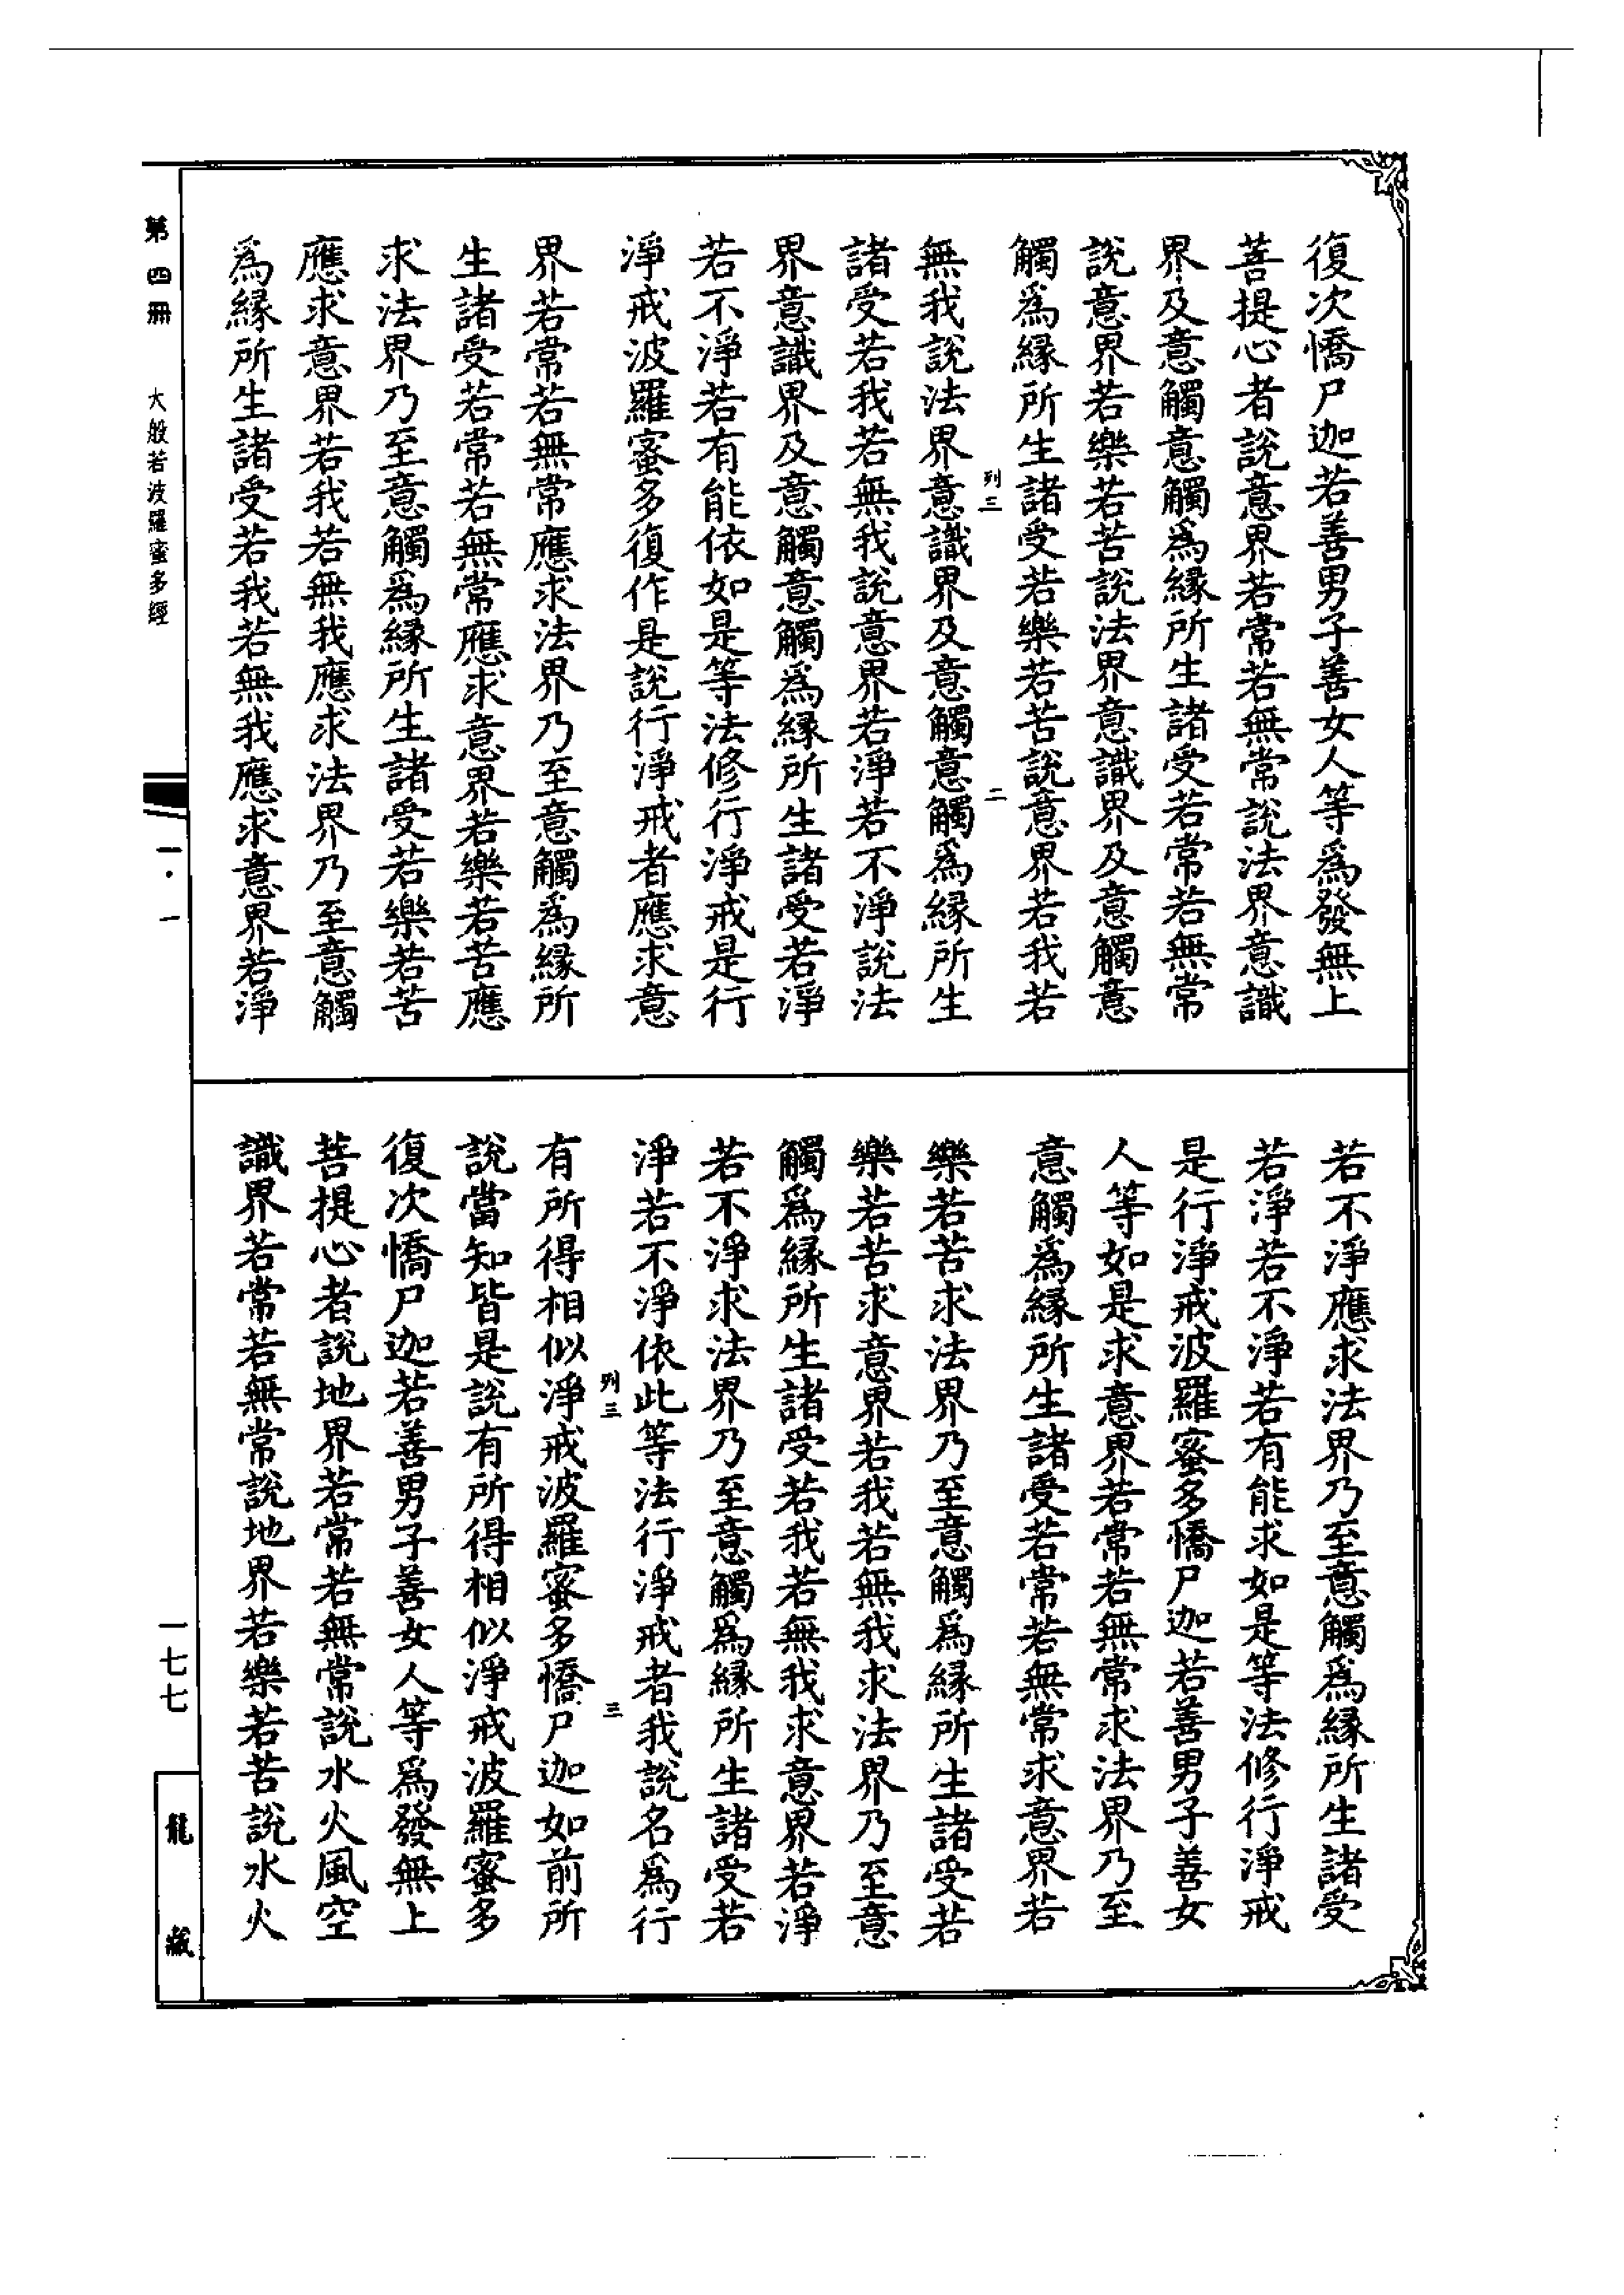 復次憍尸迦若善男子善女人等爲發無上
菩提心者說意界若常若無常說法界意識
界及意觸意觸爲緣所生諸受若常若無常
說意界若樂若苦說法界意識界及意觸意
觸爲緣所生諸受若樂若苦說意界若我若
列三 二
無我說法界意識界及意觸意觸爲緣所生
諸受若我若無我說意界若淨若不淨說法
界意識界及意觸意觸爲緣所生諸受若淨
若不淨若有能依如是等法修行淨戒是行
淨戒波羅蜜多復作是說行淨戒者應求意
界若常若無常應求法界乃至意觸爲緣所
生諸受若常若無常應求意界若樂若苦應
求法界乃至意觸爲緣所生諸受若樂若苦
應求意界若我若無我應求法界乃至意觸
爲緣所生諸受若我若無我應求意界若淨
若不淨應求法界乃至意觸爲緣所生諸受
若淨若不淨若有能求如是等法修行淨戒
是行淨戒波羅蜜多憍尸迦若善男子善女
人等如是求意界若常若無常求法界乃至
意觸爲緣所生諸受若常若無常求意界若
樂若苦求法界乃至意觸爲緣所生諸受若
樂若苦求意界若我若無我求法界乃至意
觸爲緣所生諸受若我若無我求意界若淨
若不淨求法界乃至意觸爲緣所生諸受若
淨若不淨依此等法行淨戒者我說名爲行
列三 三
有所得相似淨戒波羅蜜多憍尸迦如前所
說當知皆是說有所得相似淨戒波羅蜜多
復次憍尸迦若善男子善女人等爲發無上
菩提心者說地界若常若無常說水火風空
識界若常若無常說地界若樂若苦說水火
第四冊 大般若波羅蜜多經 一·一 一七七 龍藏